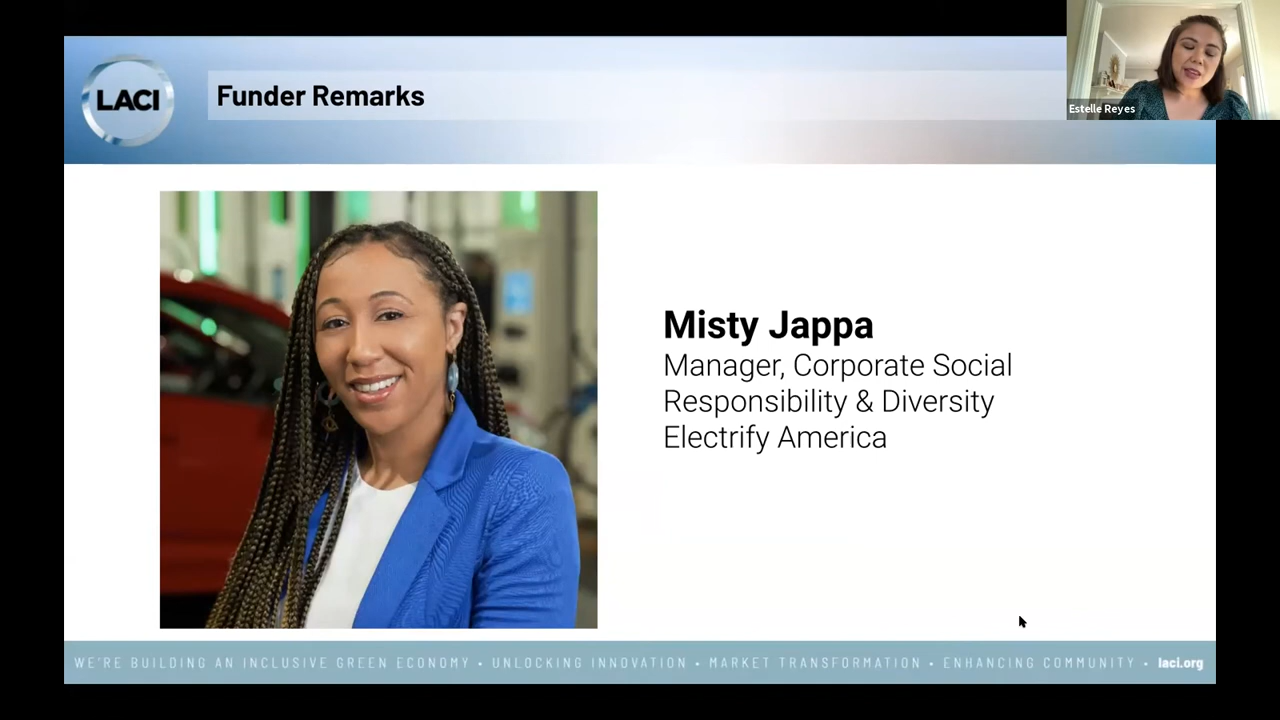 LACI
Funder Remarks
Estelle Reyes
Misty Jappa
Manager, Corporate Social
Responsibility & Diversity
Electrify America
WE'RE BUILDING AN INCLUSIVE GREEN ECONOMY • UNLOCKING INNOVATION • MARKET TRANSFORMATION • ENHANCING COMMUNITY • laci.org